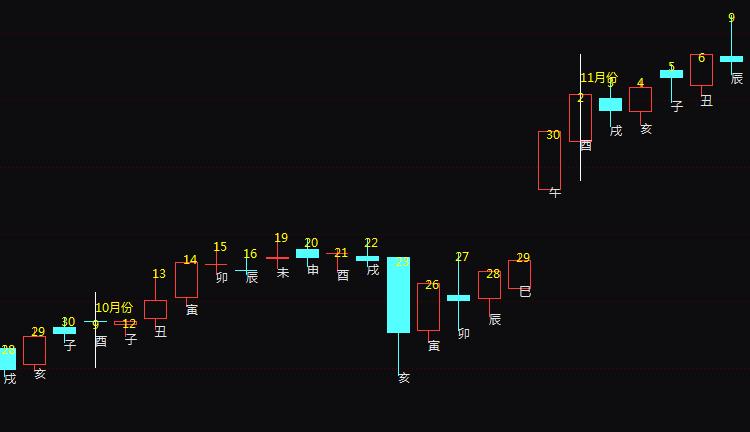 28
戌
29
亥
30
子
10月份
9
酉
12
子
13
丑
14
寅
15
卯
16
辰
19
未
20
申
21
酉
22
戌
23
亥
26
寅
27
卯
28
辰
29
巳
30
午
11月份
2
酉
3
戌
4
亥
5
子
6
丑
9
辰